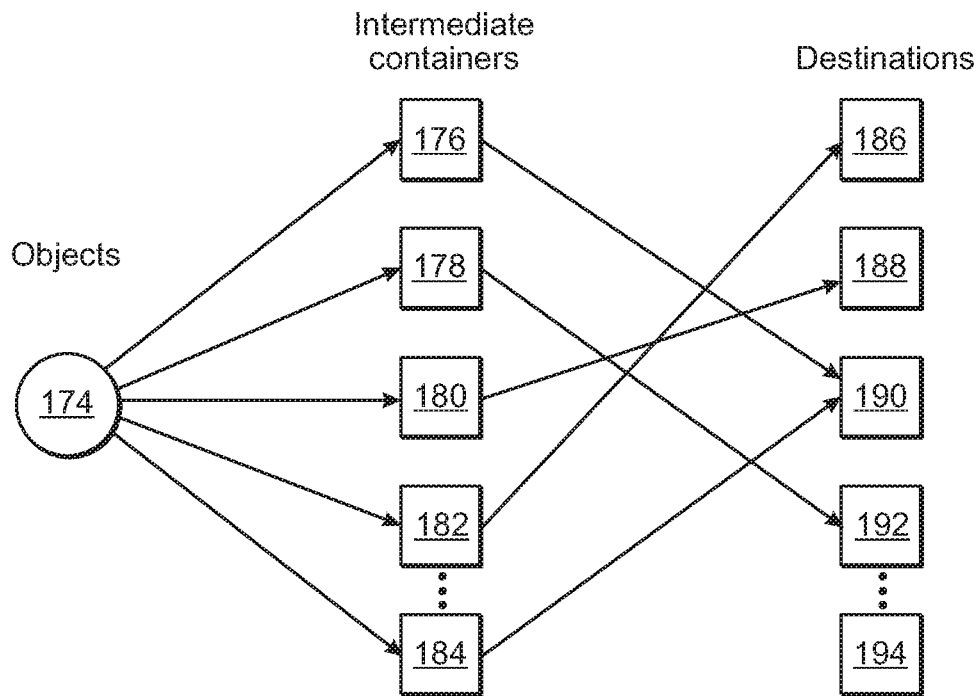 Intermediate
containers
Destinations
176
186
Objects
178
188
174
180
190
182
192
184
194